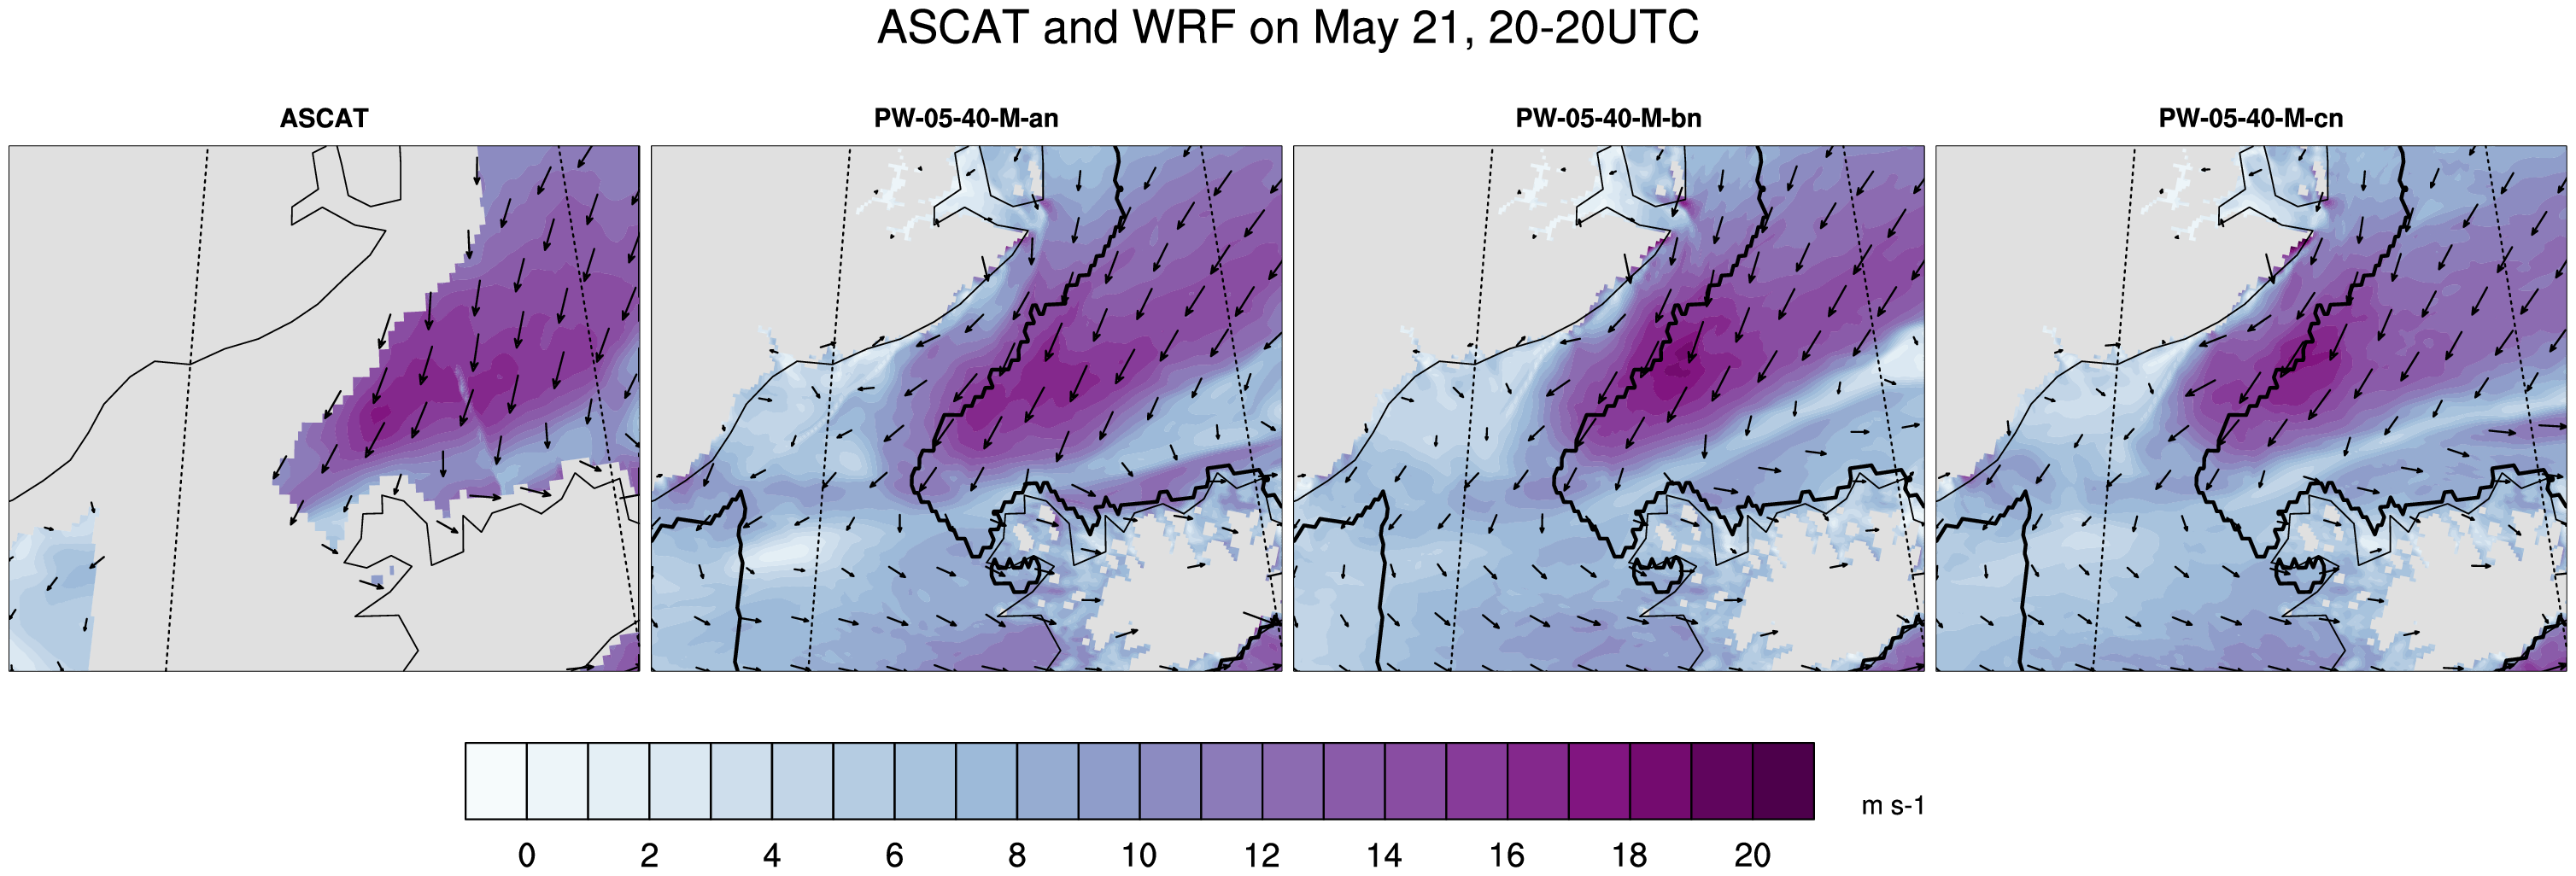 ASCAT and WRF on May 21, 20-20UTC
ASCAT PW-05-40-M-an PW-05-40-M-bn PW-05-40-M-cn
m s-1
0 2 4 6 8 10 12 14 16 18 20